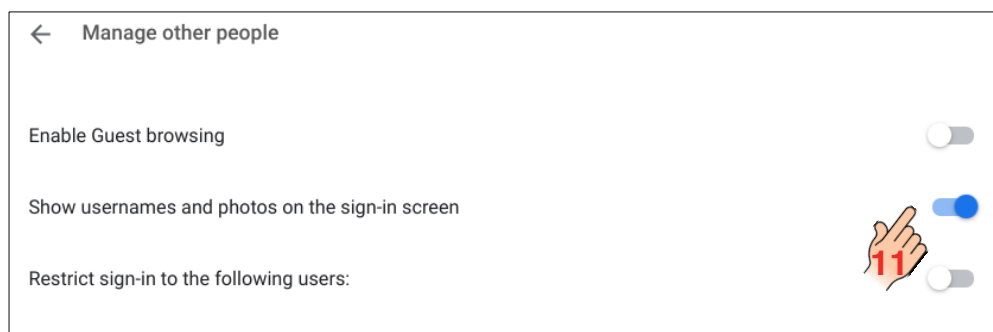 Manage other people
Enable Guest browsing
Show usernames and photos on the sign-in screen
Restrict sign-in to the following users:
11